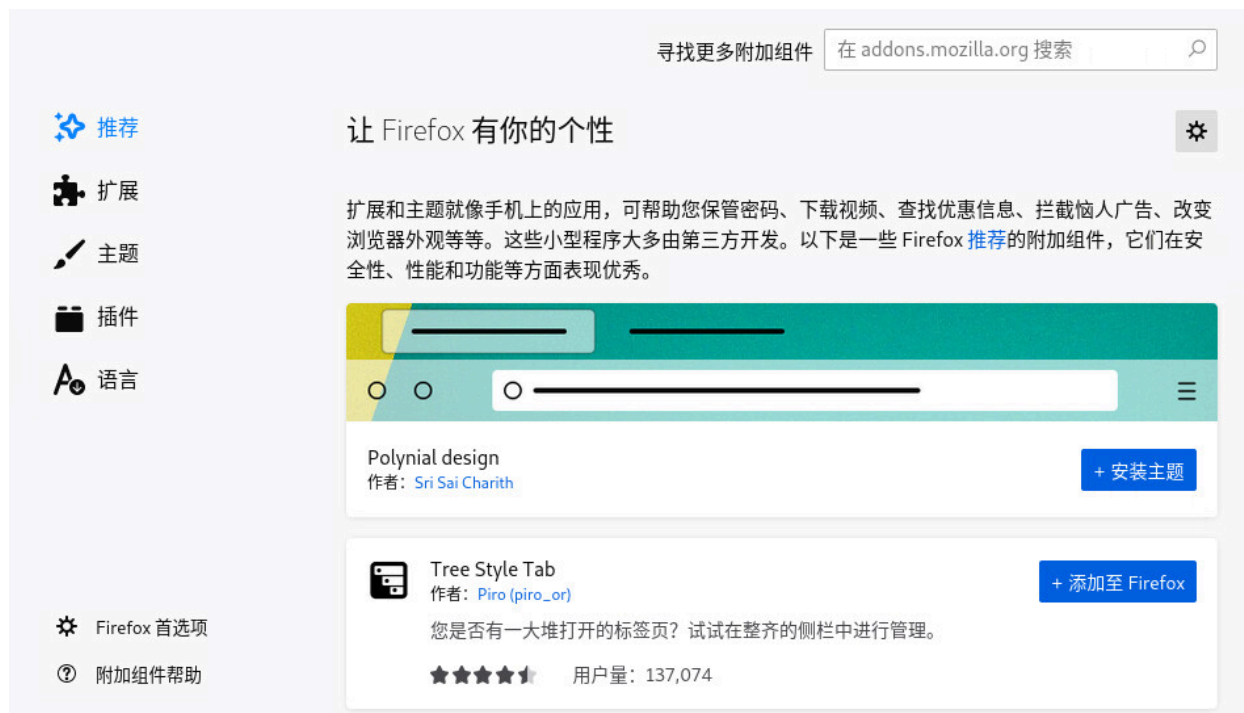 寻找更多附加组件
在 addons.mozilla.org 搜索
推荐
扩展
主题
插件
语言
Firefox 首选项
附加组件帮助
让 Firefox 有你的个性
扩展和主题就像手机上的应用，可帮助您保管密码、下载视频、查找优惠信息、拦截恼人广告、改变
浏览器外观等等。这些小型程序大多由第三方开发。以下是一些 Firefox 推荐的附加组件，它们在安
全性、性能和功能等方面表现优秀。
Polynial design
作者：Sri Sai Charith
+ 安装主题
Tree Style Tab
作者：Piro (piro_or)
+ 添加至 Firefox
您是否有一大堆打开的标签页？试试在整齐的侧栏中进行管理。
用户量：137,074